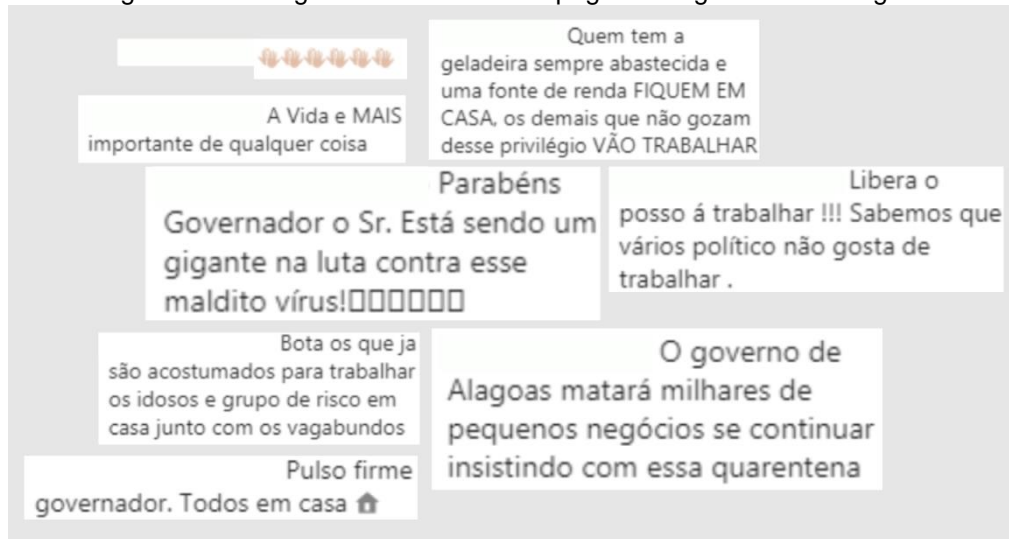 👏🏻👏🏻👏🏻👏🏻👏🏻👏🏻
Quem tem a
geladeira sempre abastecida e
uma fonte de renda FIQUEM EM
CASA, os demais que não gozam
desse privilégio VÃO TRABALHAR
A Vida e MAIS
importante de qualquer coisa
Parabéns
Governador o Sr. Está sendo um
gigante na luta contra esse
maldito vírus!□□□□□□
Libera o
posso á trabalhar !!! Sabemos que
vários político não gosta de
trabalhar .
Bota os que ja
são acostumados para trabalhar
os idosos e grupo de risco em
casa junto com os vagabundos
O governo de
Alagoas matará milhares de
pequenos negócios se continuar
insistindo com essa quarentena
Pulso firme
governador. Todos em casa 🏠